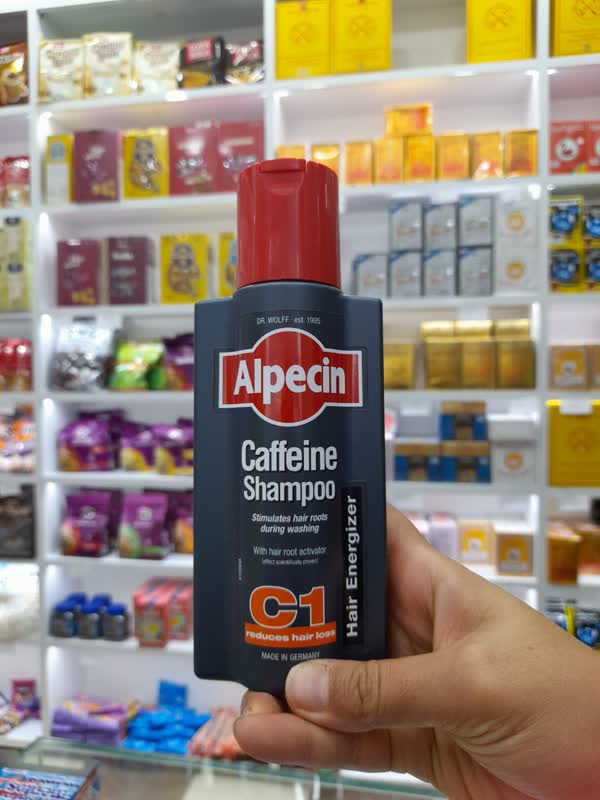 DR. WOLFF · est. 1905
Alpecin
Caffeine
Shampoo
Stimulates hair roots
during washing
With hair root activator
(effect scientifically proven)
Hair Energizer
C1
reduces hair loss
MADE IN GERMANY